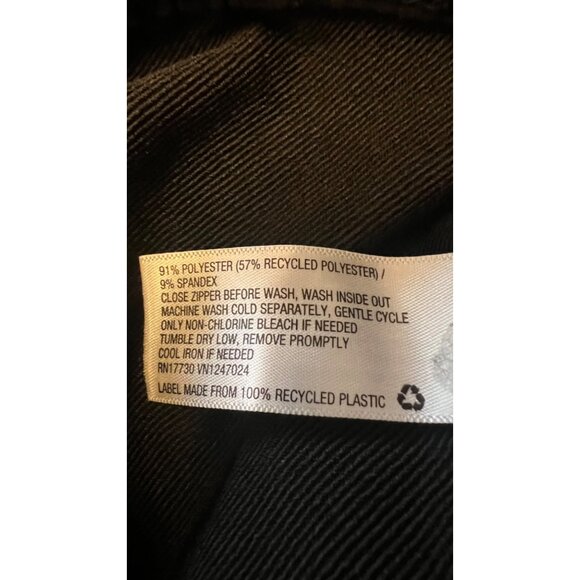 91% POLYESTER (57% RECYCLED POLYESTER) /
9% SPANDEX
CLOSE ZIPPER BEFORE WASH, WASH INSIDE OUT
MACHINE WASH COLD SEPARATELY, GENTLE CYCLE
ONLY NON-CHLORINE BLEACH IF NEEDED
TUMBLE DRY LOW, REMOVE PROMPTLY
COOL IRON IF NEEDED
RN17730 VN1247024
LABEL MADE FROM 100% RECYCLED PLASTIC